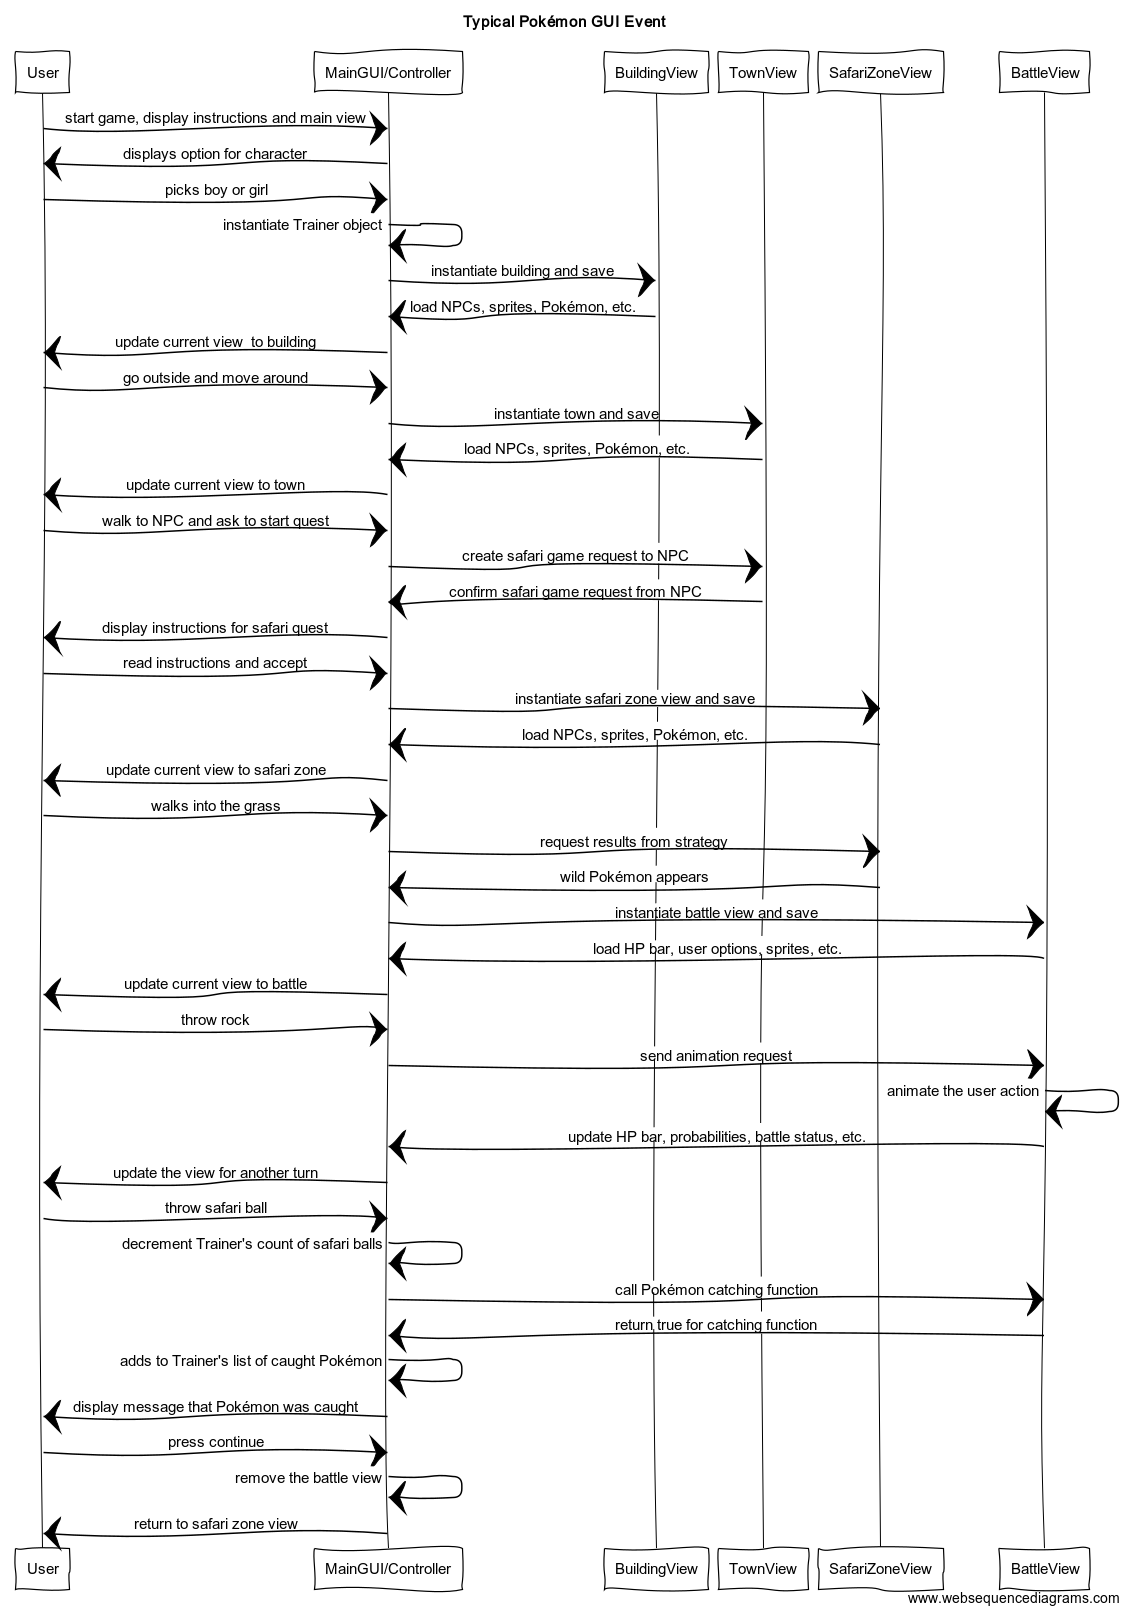 Typical Pokémon GUI Event
User
MainGUI/Controller
BuildingView
TownView
SafariZoneView
BattleView
start game, display instructions and main view
displays option for character
picks boy or girl
instantiate Trainer object
instantiate building and save
load NPCs, sprites, Pokémon, etc.
update current view  to building
go outside and move around
instantiate town and save
load NPCs, sprites, Pokémon, etc.
update current view to town
walk to NPC and ask to start quest
create safari game request to NPC
confirm safari game request from NPC
display instructions for safari quest
read instructions and accept
instantiate safari zone view and save
load NPCs, sprites, Pokémon, etc.
update current view to safari zone
walks into the grass
request results from strategy
wild Pokémon appears
instantiate battle view and save
load HP bar, user options, sprites, etc.
update current view to battle
throw rock
send animation request
animate the user action
update HP bar, probabilities, battle status, etc.
update the view for another turn
throw safari ball
decrement Trainer's count of safari balls
call Pokémon catching function
return true for catching function
adds to Trainer's list of caught Pokémon
display message that Pokémon was caught
press continue
remove the battle view
return to safari zone view
User
MainGUI/Controller
BuildingView
TownView
SafariZoneView
BattleView
www.websequencediagrams.com